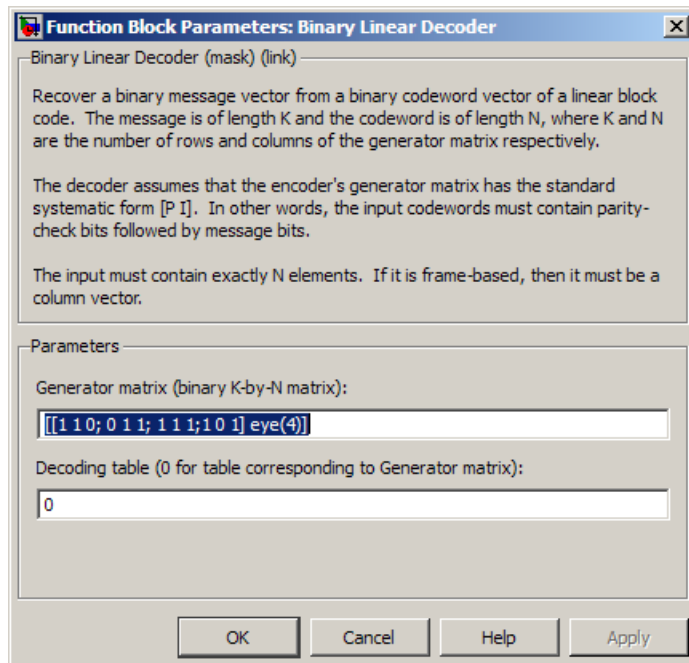 Function Block Parameters: Binary Linear Decoder
Binary Linear Decoder (mask) (link)
Recover a binary message vector from a binary codeword vector of a linear block
code. The message is of length K and the codeword is of length N, where K and N
are the number of rows and columns of the generator matrix respectively.
The decoder assumes that the encoder's generator matrix has the standard
systematic form [P I]. In other words, the input codewords must contain parity-
check bits followed by message bits.
The input must contain exactly N elements. If it is frame-based, then it must be a
column vector.
Parameters
Generator matrix (binary K-by-N matrix):
[[1 1 0; 0 1 1; 1 1 1;1 0 1] eye(4)]
Decoding table (0 for table corresponding to Generator matrix):
0
OK Cancel Help Apply